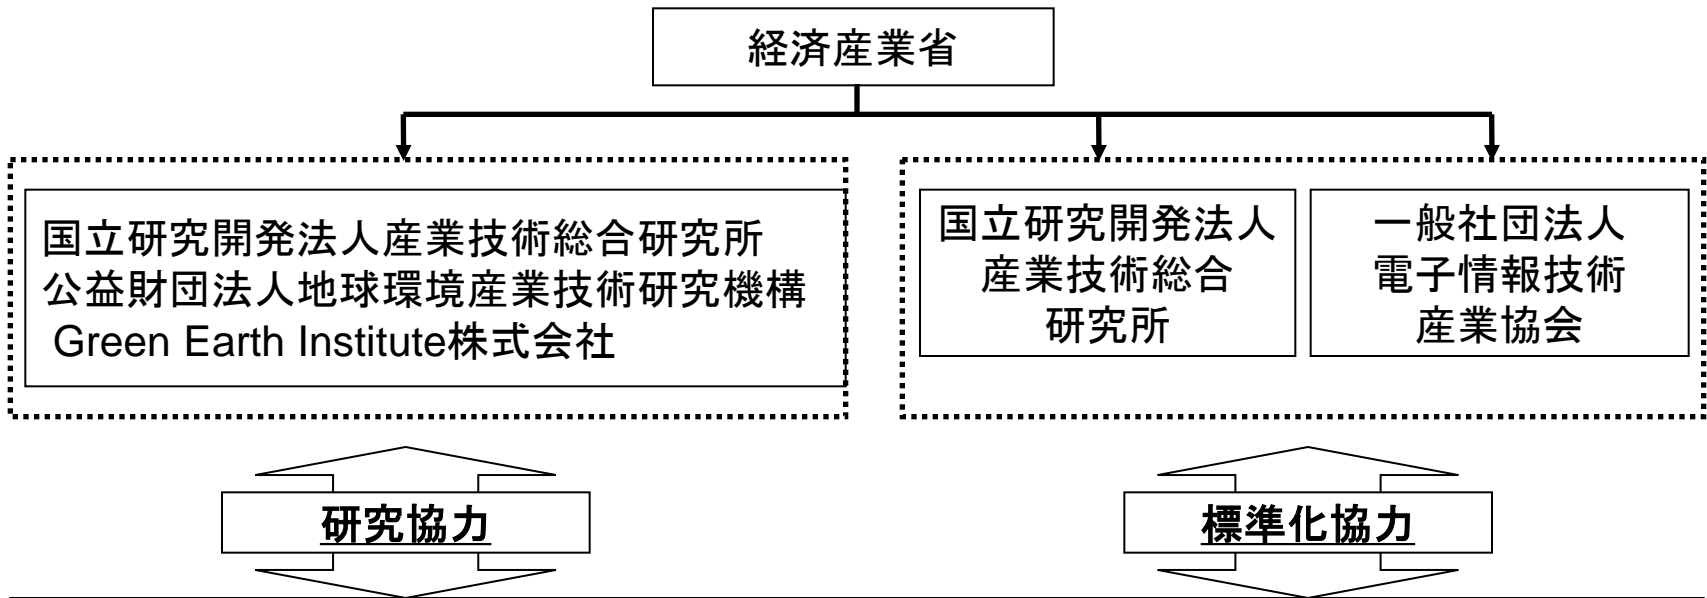 経済産業省
国立研究開発法人産業技術総合研究所
公益財団法人地球環境産業技術研究機構
Green Earth Institute株式会社
国立研究開発法人
産業技術総合
研究所
一般社団法人
電子情報技術
産業協会
研究協力
標準化協力